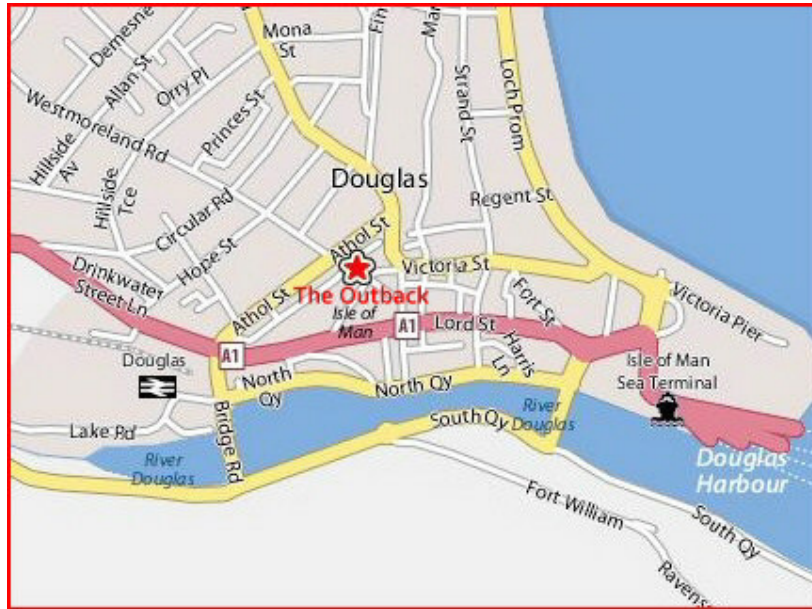 Demesne
Allan St
Orry Pl
Mona
St
Fin
Mar
Strand St
Loch Prom
Westmoreland Rd
Princes St
Hillside
Av
Hillside
Tce
Douglas
Regent St
Circular Rd
Hope St
Athol St
Victoria St
Drinkwater
Street Ln
Athol St
The Outback
Isle of
Man
A1
Lord St
Fort St
Victoria Pier
A1
Harris
Ln
Isle of Man
Sea Terminal
Douglas
North
Qy
North Qy
South Qy
River
Douglas
Lake Rd
Bridge Rd
River
Douglas
Douglas
Harbour
Fort William
South Qy
Ravens